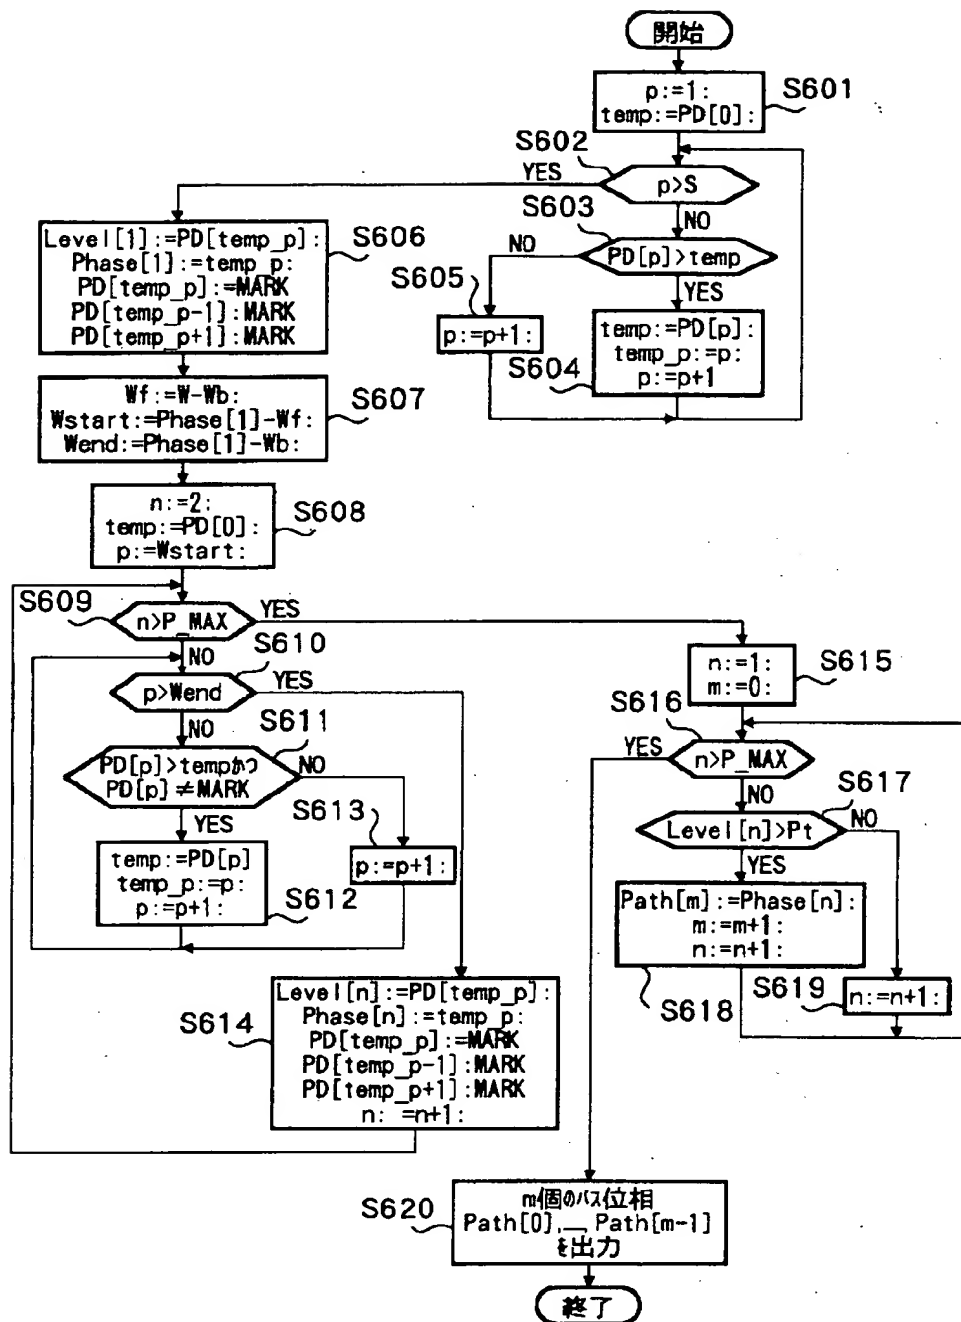 開始
p:=1:
temp:=PD[0]:
S601
S602
YES
p>S
NO
S603
PD[p]>temp
NO
YES
S605
p:=p+1:
temp:=PD[p]:
temp_p:=p:
p:=p+1
S604
Level[1]:=PD[temp_p]:
Phase[1]:=temp_p:
PD[temp_p]:=MARK
PD[temp_p-1]:MARK
PD[temp_p+1]:MARK
S606
Wf:=W-Wb:
Wstart:=Phase[1]-Wf:
Wend:=Phase[1]-Wb:
S607
n:=2:
temp:=PD[0]:
p:=Wstart:
S608
S609
n>P_MAX
YES
NO
S610
p>Wend
YES
NO
S611
PD[p]>tempかつ
PD[p]≠MARK
NO
YES
S613
p:=p+1:
temp:=PD[p]
temp_p:=p:
p:=p+1:
S612
Level[n]:=PD[temp_p]:
Phase[n]:=temp_p:
PD[temp_p]:=MARK
PD[temp_p-1]:MARK
PD[temp_p+1]:MARK
n: =n+1:
S614
n:=1:
m:=0:
S615
S616
YES
n>P_MAX
NO
S617
Level[n]>Pt
NO
YES
Path[m]:=Phase[n]:
m:=m+1:
n:=n+1:
S618
S619
n:=n+1:
S620
m個のパス位相
Path[0],— Path[m-1]
を出力
終了